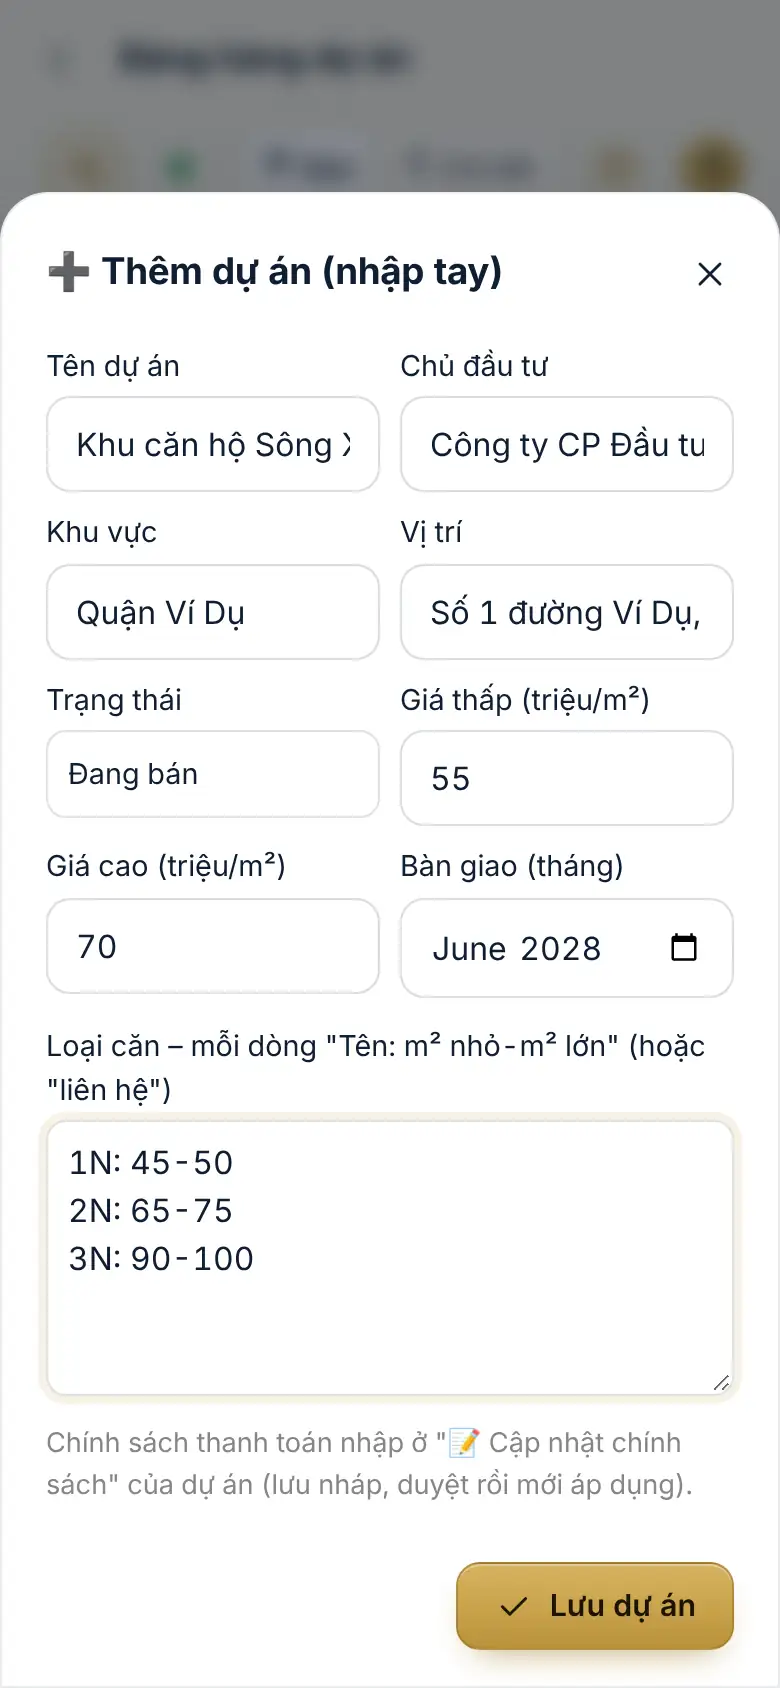 Thêm dự án (nhập tay)
Tên dự án
Chủ đầu tư
Khu căn hộ Sông
Công ty CP Đầu tư
Khu vực
Vị trí
Quận Ví Dụ
Số 1 đường Ví Dụ,
Trạng thái
Giá thấp (triệu/m²)
Đang bán
55
Giá cao (triệu/m²)
Bàn giao (tháng)
70
June 2028
Loại căn – mỗi dòng "Tên: m² nhỏ-m² lớn" (hoặc
"liên hệ")
1N: 45-50
2N: 65-75
3N: 90-100
Chính sách thanh toán nhập ở "📝 Cập nhật chính
sách" của dự án (lưu nháp, duyệt rồi mới áp dụng).
Lưu dự án